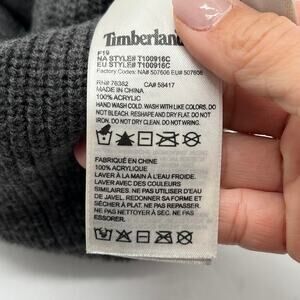 Timberland
F19
NA STYLE# T100916C
EU STYLE# T100916C
Factory Codes: NA# 507606 EU# 507606
RN# 76382 CA# 58417
MADE IN CHINA
100% ACRYLIC
HAND WASH COLD. WASH WITH LIKE COLORS. DO
NOT BLEACH. RESHAPE AND DRY FLAT. DO NOT
IRON. DO NOT DRY CLEAN. DO NOT WRING.
FABRIQUÉ EN CHINE
100% ACRYLIQUE
LAVER À LA MAIN À L'EAU FROIDE.
LAVER AVEC DES COULEURS
SIMILAIRES. NE PAS UTILISER D'EAU
DE JAVEL. REDONNER SA FORME ET
SÉCHER À PLAT. NE PAS REPASSER.
NE PAS NETTOYER À SEC. NE PAS
ESSORER.